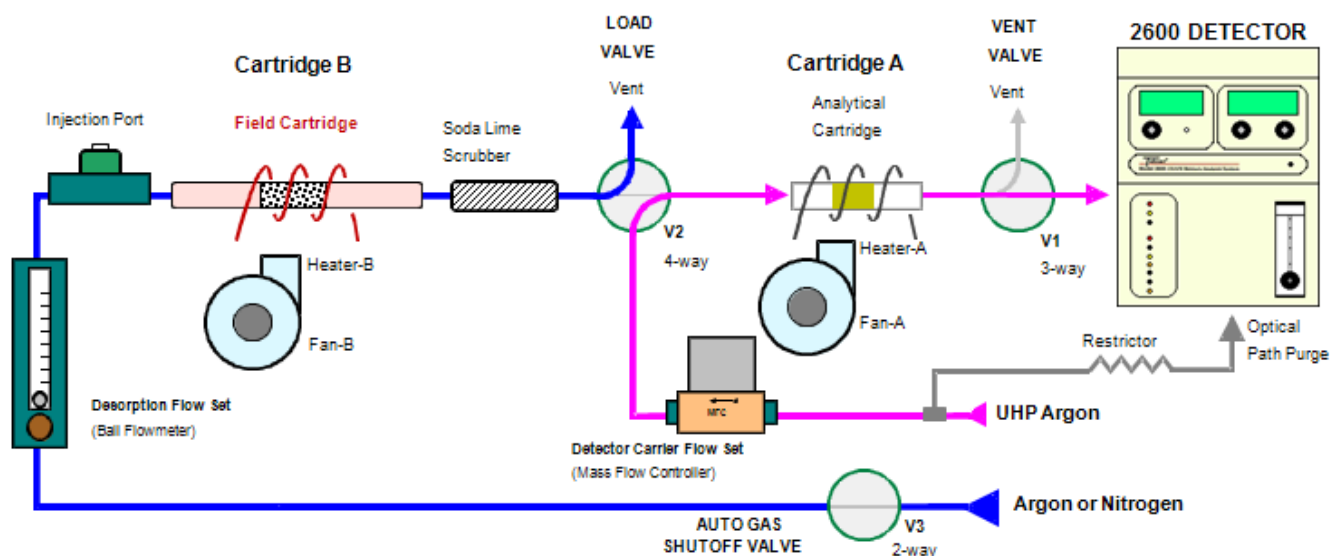 LOAD
VALVE
VENT
VALVE
2600 DETECTOR
Cartridge B
Cartridge A
Vent
Vent
Injection Port
Field Cartridge
Soda Lime
Scrubber
Analytical
Cartridge
V2
4-way
V1
3-way
Heater-B
Heater-A
Fan-B
Fan-A
Restrictor
Optical
Path Purge
MFC
UHP Argon
Desorption Flow Set
(Ball Flowmeter)
Detector Carrier Flow Set
(Mass Flow Controller)
Argon or Nitrogen
AUTO GAS
SHUTOFF VALVE
V3
2-way